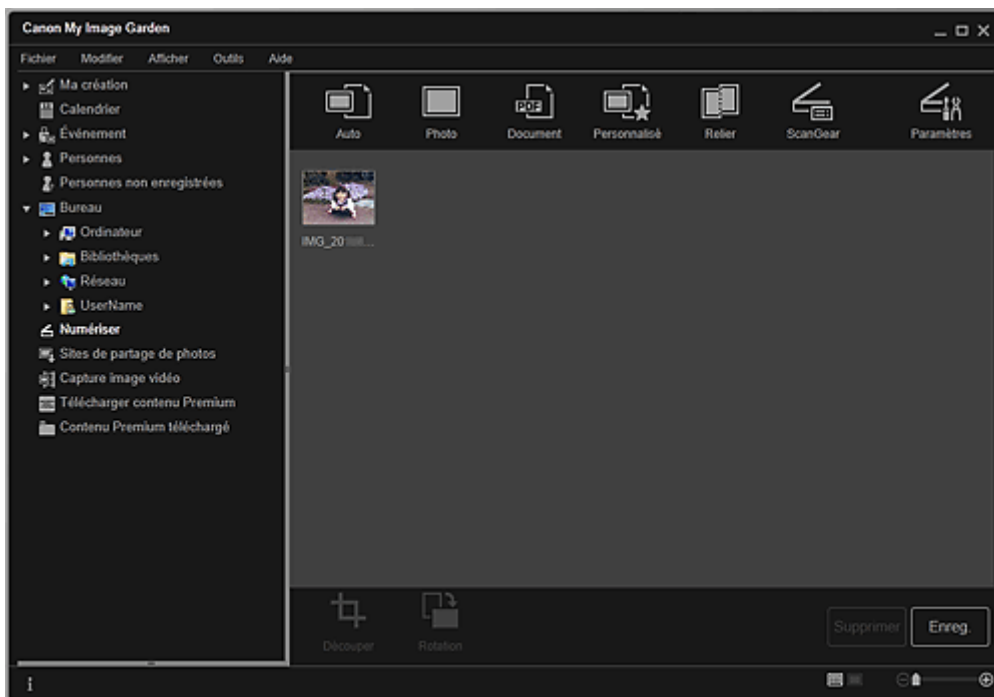 Canon My Image Garden
Fichier Modifier Afficher Outils Aide
Ma création
Calendrier
Événement
Personnes
Personnes non enregistrées
Bureau
Ordinateur
Bibliothèques
Réseau
UserName
Numériser
Sites de partage de photos
Capture image vidéo
Télécharger contenu Premium
Contenu Premium téléchargé
PDF
Auto Photo Document Personnalisè Relier ScanGear Paramètres
IMG_20 ...
Découper Rotation
Supprimer Enreg.